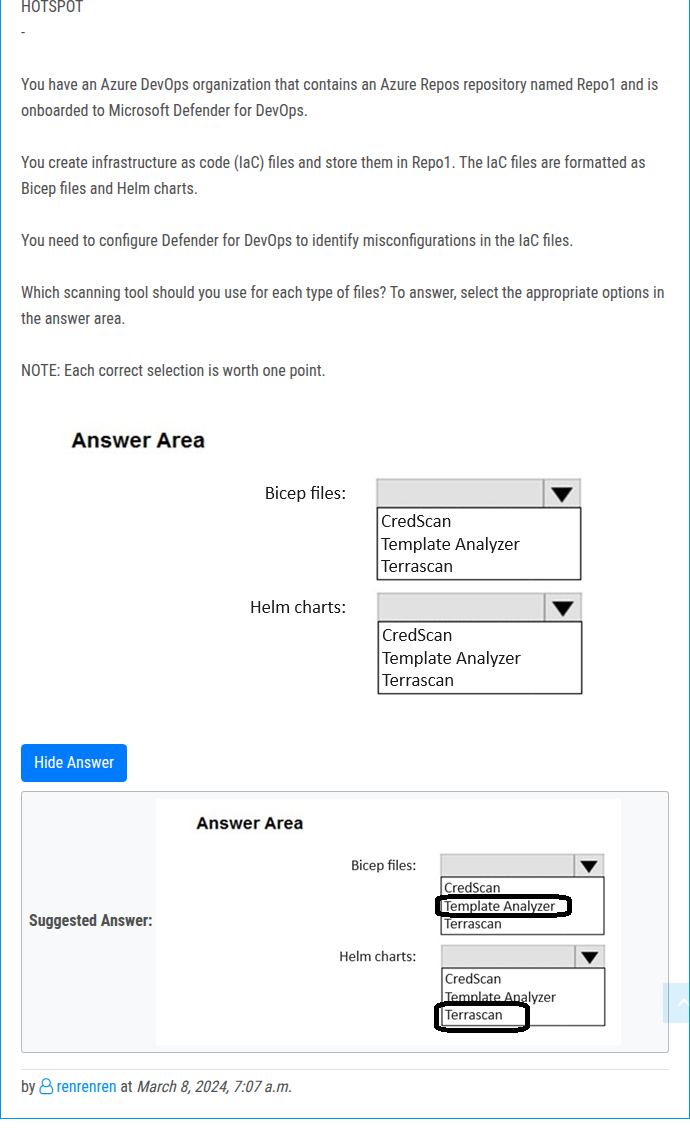 HOTSPOT
-
You have an Azure DevOps organization that contains an Azure Repos repository named Repo1 and is
onboarded to Microsoft Defender for DevOps.
You create infrastructure as code (IaC) files and store them in Repo1. The IaC files are formatted as
Bicep files and Helm charts.
You need to configure Defender for DevOps to identify misconfigurations in the IaC files.
Which scanning tool should you use for each type of files? To answer, select the appropriate options in
the answer area.
NOTE: Each correct selection is worth one point.
Answer Area
Bicep files:
CredScan
Template Analyzer
Terrascan
Helm charts:
CredScan
Template Analyzer
Terrascan
Hide Answer
Suggested Answer:
Answer Area
Bicep files:
CredScan
Template Analyzer
Terrascan
Helm charts:
CredScan
Template Analyzer
Terrascan
by renrenren at March 8, 2024, 7:07 a.m.